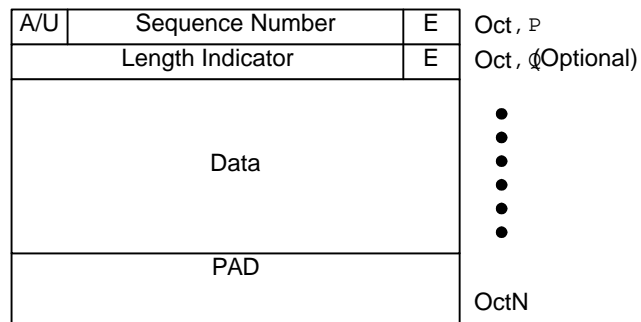 A/U Sequence Number E Oct , P
Length Indicator E Oct , (Optional)
Data
PAD
OctN